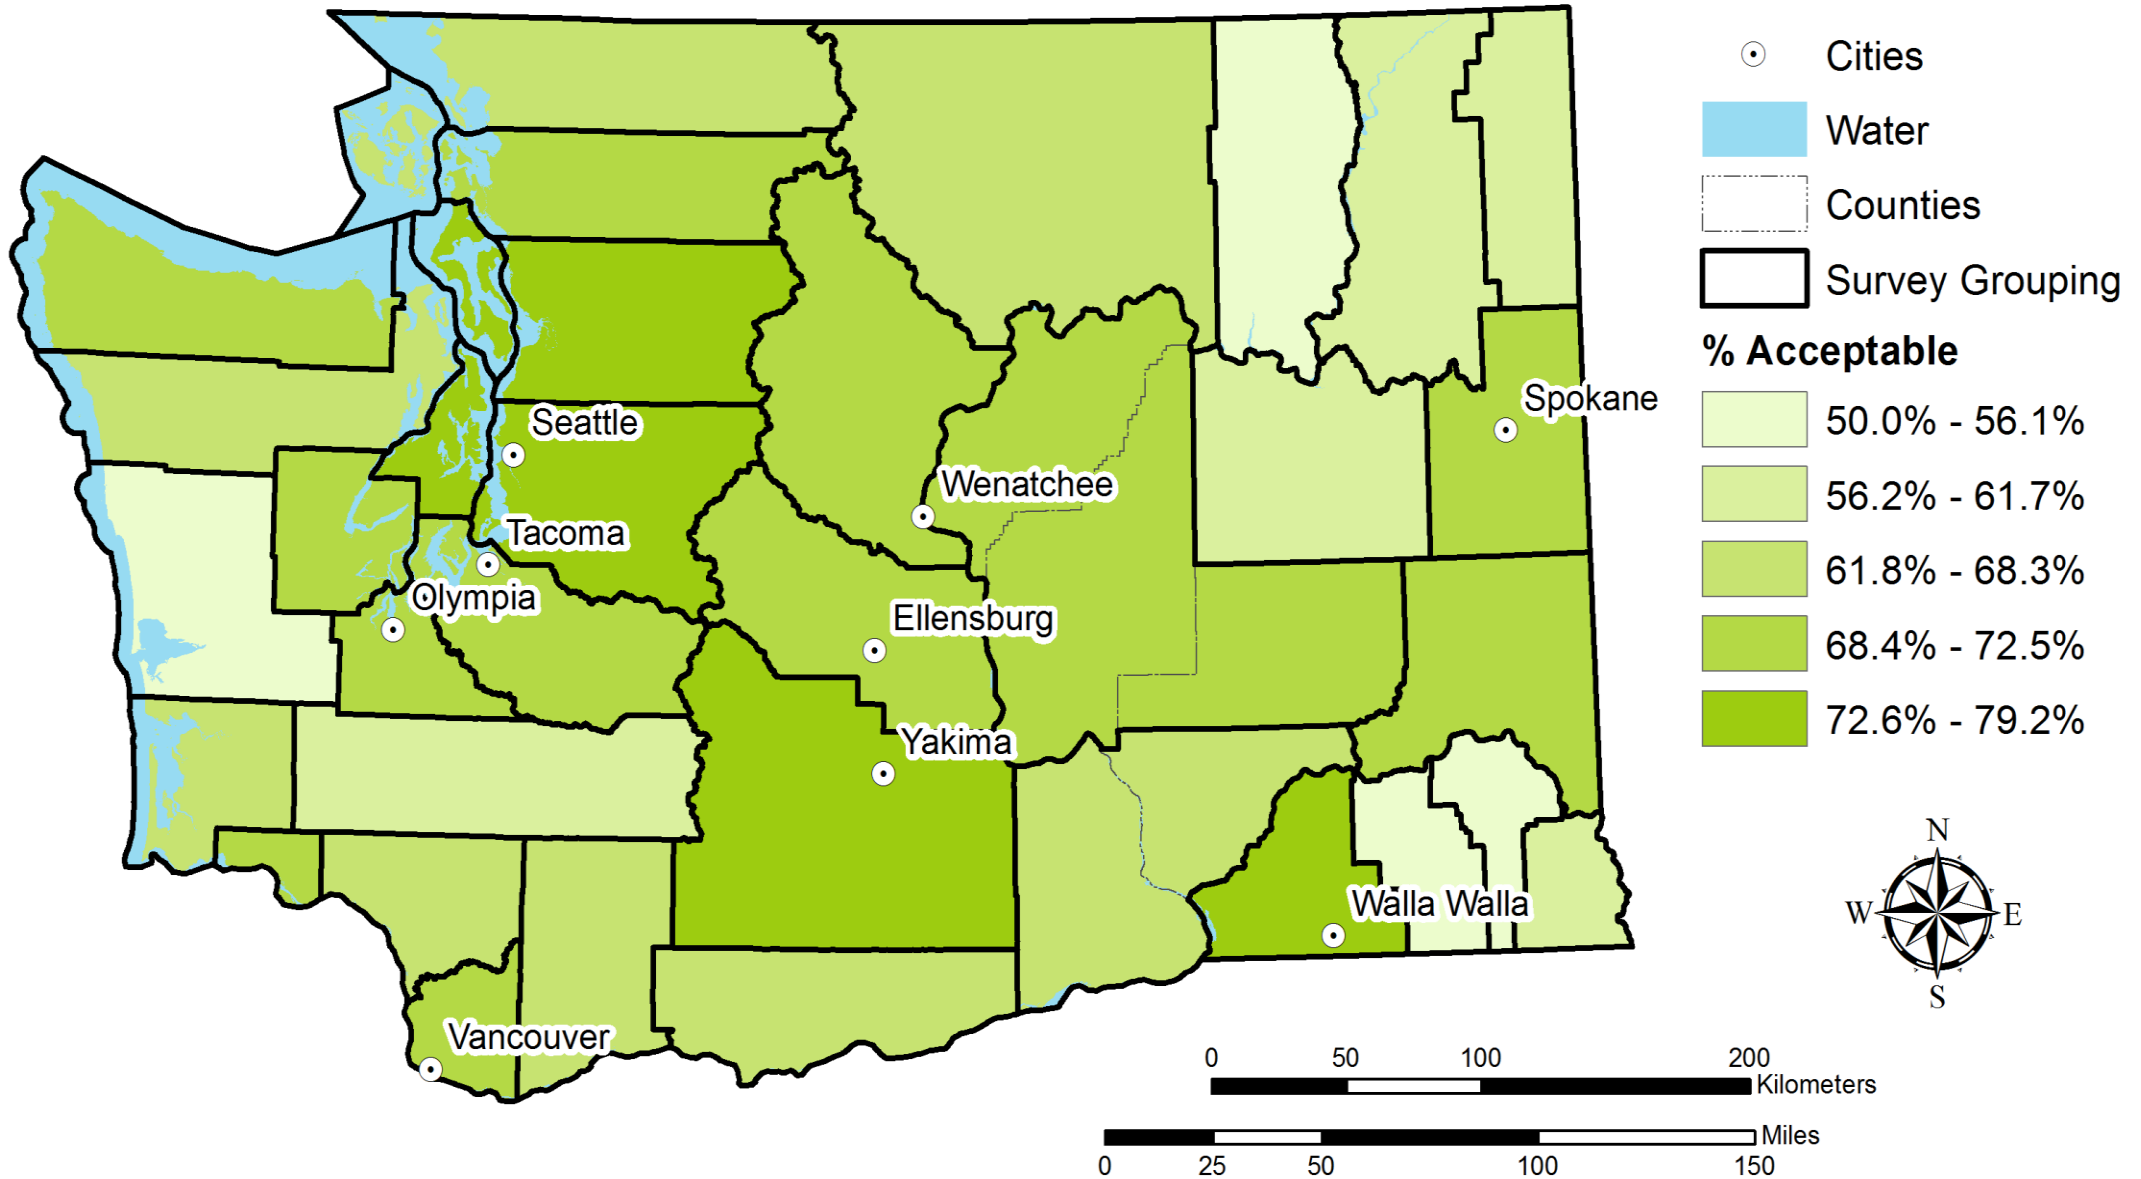 Cities
Water
Counties
Survey Grouping
% Acceptable
50.0% - 56.1%
56.2% - 61.7%
61.8% - 68.3%
68.4% - 72.5%
72.6% - 79.2%
Spokane
Seattle
Wenatchee
Tacoma
Olympia
Ellensburg
Yakima
Walla Walla
Vancouver
N
W E
S
0 50 100 200
Kilometers
Miles
0 25 50 100 150